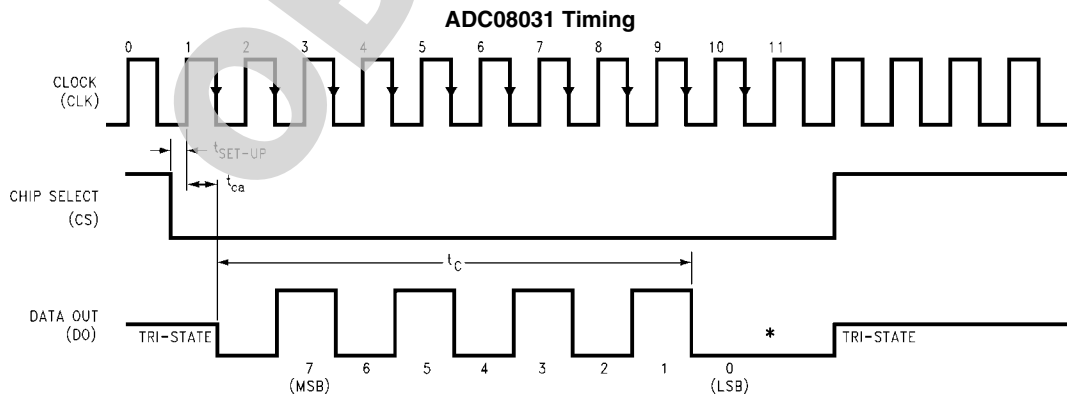 ADC08031 Timing
0 1 2 3 4 5 6 7 8 9 10 11
CLOCK
(CLK)
tSET-UP
tca
CHIP SELECT
(CS)
tC
DATA OUT
(DO)
TRI-STATE
*
TRI-STATE
7 6 5 4 3 2 1 0
(MSB) (LSB)